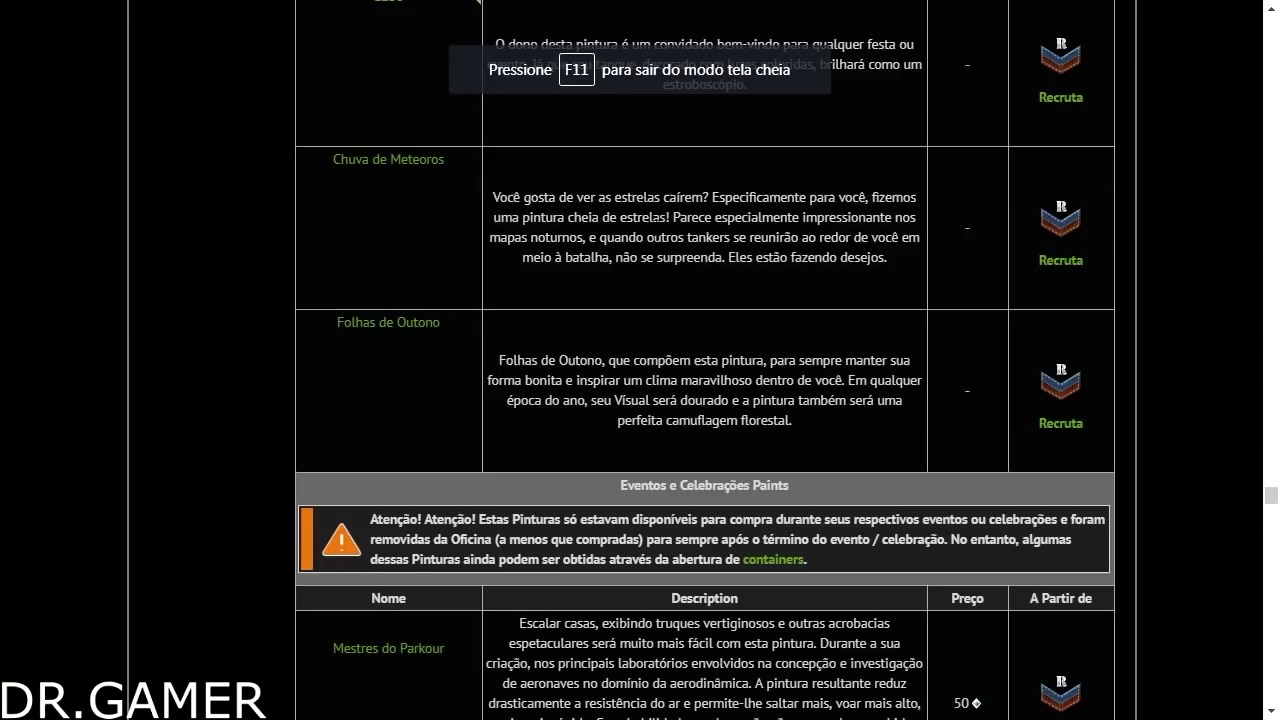 O dono desta pintura é um convidado bem-vindo para qualquer festa ou
brilhará como um
estroboscópio.
Pressione F11 para sair do modo tela cheia
-
R
Recruta
Chuva de Meteoros
Você gosta de ver as estrelas caírem? Especificamente para você, fizemos
uma pintura cheia de estrelas! Parece especialmente impressionante nos
mapas noturnos, e quando outros tankers se reunirão ao redor de você em
meio à batalha, não se surpreenda. Eles estão fazendo desejos.
-
R
Recruta
Folhas de Outono
Folhas de Outono, que compõem esta pintura, para sempre manter sua
forma bonita e inspirar um clima maravilhoso dentro de você. Em qualquer
época do ano, seu Visual será dourado e a pintura também será uma
perfeita camuflagem florestal.
-
R
Recruta
Eventos e Celebrações Paints
Atenção! Atenção! Estas Pinturas só estavam disponíveis para compra durante seus respectivos eventos ou celebrações e foram
removidas da Oficina (a menos que compradas) para sempre após o término do evento / celebração. No entanto, algumas
dessas Pinturas ainda podem ser obtidas através da abertura de containers.
Nome Description Preço A Partir de
Mestres do Parkour
Escalar casas, exibindo truques vertiginosos e outras acrobacias
espetaculares será muito mais fácil com esta pintura. Durante a sua
criação, nos principais laboratórios envolvidos na concepção e investigação
de aeronaves no domínio da aerodinâmica. A pintura resultante reduz
drasticamente a resistência do ar e permite-lhe saltar mais, voar mais alto,
50
R
DR.GAMER